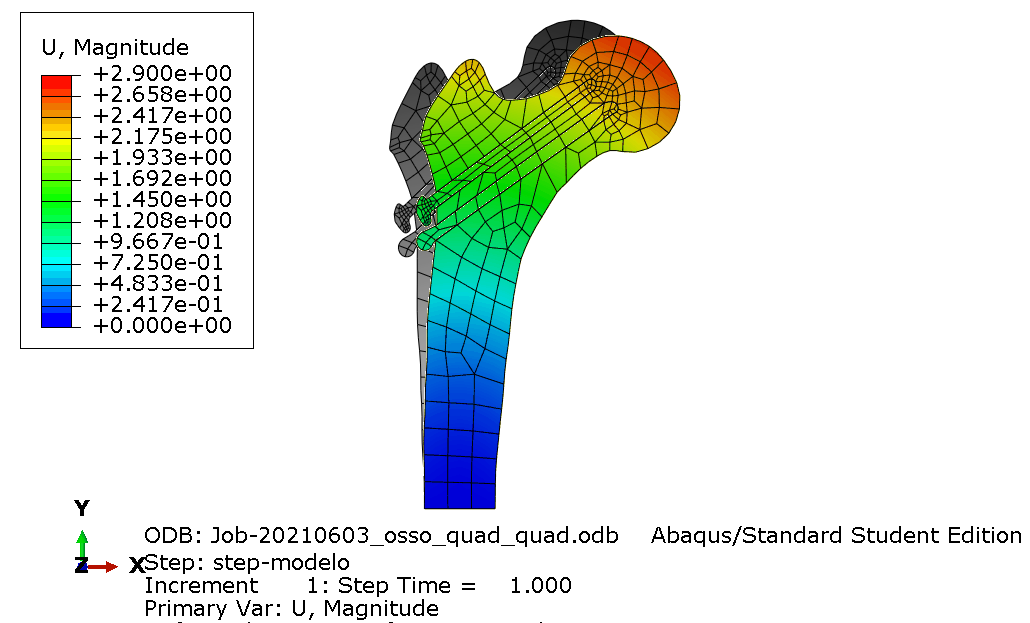 U, Magnitude
+2.900e+00
+2.658e+00
+2.417e+00
+2.175e+00
+1.933e+00
+1.692e+00
+1.450e+00
+1.208e+00
+9.667e-01
+7.250e-01
+4.833e-01
+2.417e-01
+0.000e+00
Y
Z X
ODB: Job-20210603_osso_quad_quad.odb Abaqus/Standard Student Edition
Step: step-modelo
Increment 1: Step Time = 1.000
Primary Var: U, Magnitude